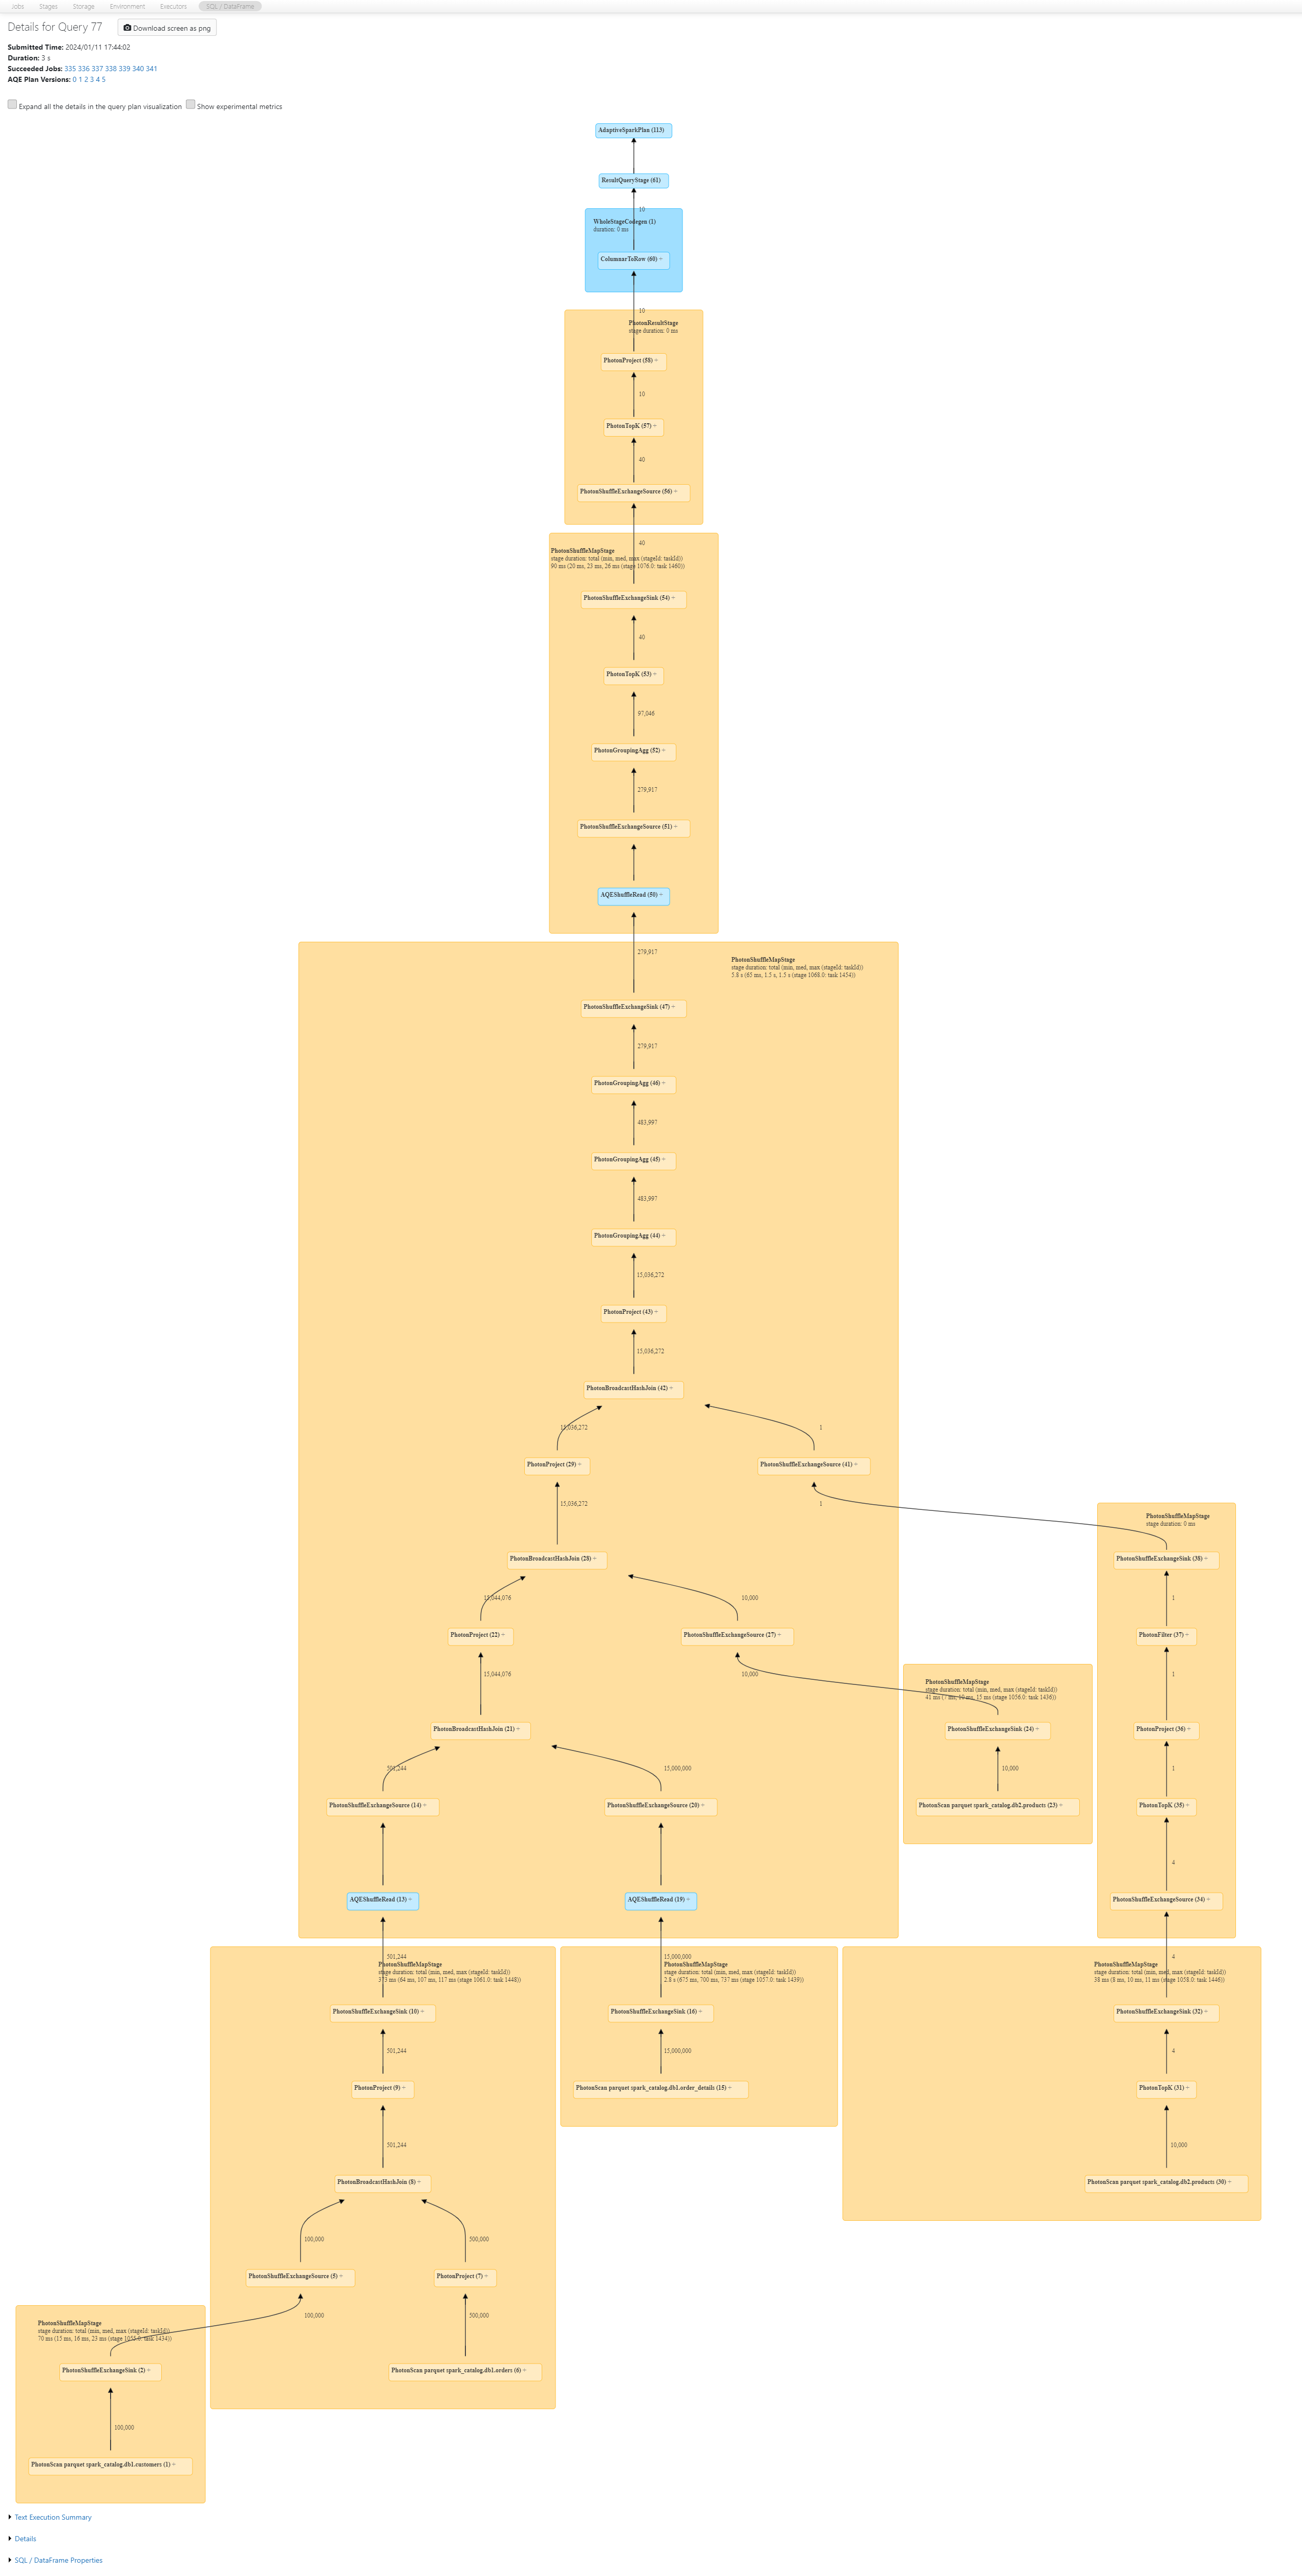 Jobs Stages Storage Environment Executors SQL / DataFrame
Details for Query 77
Download screen as png
Submitted Time: 2024/01/11 17:44:02
Duration: 3 s
Succeeded Jobs: 335 336 337 338 339 340 341
AQE Plan Versions: 0 1 2 3 4 5
Expand all the details in the query plan visualization Show experimental metrics
AdaptiveSparkPlan (113)
ResultQueryStage (61)
10
WholeStageCodegen (1)
duration: 0 ms
ColumnarToRow (60) +
10
PhotonResultStage
stage duration: 0 ms
PhotonProject (58) +
10
PhotonTopK (57) +
40
PhotonShuffleExchangeSource (56) +
40
PhotonShuffleMapStage
stage duration: total (min, med, max (stageId: taskId))
90 ms (20 ms, 23 ms, 26 ms (stage 1076.0: task 1460))
PhotonShuffleExchangeSink (54) +
40
PhotonTopK (53) +
97,046
PhotonGroupingAgg (52) +
279,917
PhotonShuffleExchangeSource (51) +
AQEShuffleRead (50) +
279,917
PhotonShuffleMapStage
stage duration: total (min, med, max (stageId: taskId))
5.8 s (65 ms, 1.5 s, 1.5 s (stage 1068.0: task 1454))
PhotonShuffleExchangeSink (47) +
279,917
PhotonGroupingAgg (46) +
483,997
PhotonGroupingAgg (45) +
483,997
PhotonGroupingAgg (44) +
15,036,272
PhotonProject (43) +
15,036,272
PhotonBroadcastHashJoin (42) +
15,036,272 1
PhotonProject (29) + PhotonShuffleExchangeSource (41) +
15,036,272 1
PhotonShuffleMapStage
stage duration: 0 ms
PhotonBroadcastHashJoin (28) + PhotonShuffleExchangeSink (38) +
15,044,076 10,000 1
PhotonProject (22) + PhotonShuffleExchangeSource (27) + PhotonFilter (37) +
15,044,076 10,000 1
PhotonShuffleMapStage
stage duration: total (min, med, max (stageId: taskId))
41 ms (7 ms, 10 ms, 15 ms (stage 1056.0: task 1436))
PhotonBroadcastHashJoin (21) + PhotonShuffleExchangeSink (24) + PhotonProject (36) +
501,244 15,000,000 10,000 1
PhotonShuffleExchangeSource (14) + PhotonShuffleExchangeSource (20) + PhotonScan parquet spark_catalog.db2.products (23) + PhotonTopK (35) +
4
AQEShuffleRead (13) + AQEShuffleRead (19) + PhotonShuffleExchangeSource (34) +
501,244 15,000,000 4
PhotonShuffleMapStage PhotonShuffleMapStage PhotonShuffleMapStage
stage duration: total (min, med, max (stageId: taskId)) stage duration: total (min, med, max (stageId: taskId)) stage duration: total (min, med, max (stageId: taskId))
373 ms (64 ms, 107 ms, 117 ms (stage 1061.0: task 1448)) 2.8 s (675 ms, 700 ms, 737 ms (stage 1057.0: task 1439)) 38 ms (8 ms, 10 ms, 11 ms (stage 1058.0: task 1446))
PhotonShuffleExchangeSink (10) + PhotonShuffleExchangeSink (16) + PhotonShuffleExchangeSink (32) +
501,244 15,000,000 4
PhotonProject (9) + PhotonScan parquet spark_catalog.db1.order_details (15) + PhotonTopK (31) +
501,244 10,000
PhotonBroadcastHashJoin (8) + PhotonScan parquet spark_catalog.db2.products (30) +
100,000 500,000
PhotonShuffleExchangeSource (5) + PhotonProject (7) +
100,000 500,000
PhotonShuffleMapStage
stage duration: total (min, med, max (stageId: taskId))
70 ms (15 ms, 16 ms, 23 ms (stage 1055.0: task 1434))
PhotonShuffleExchangeSink (2) + PhotonScan parquet spark_catalog.db1.orders (6) +
100,000
PhotonScan parquet spark_catalog.db1.customers (1) +
Text Execution Summary
Details
SQL / DataFrame Properties